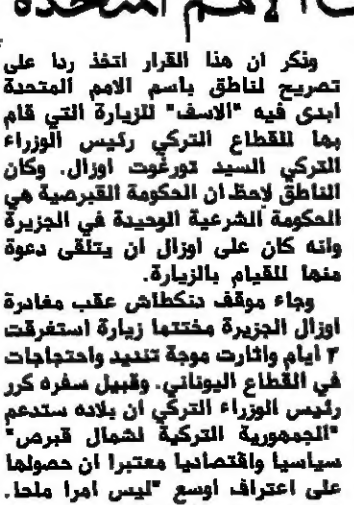 الأمم المتحدة
وذكر ان هذا القرار اتخذ ردا على
تصريح لناطق باسم الامم المتحدة
ابدى فيه "الاسف" للزيارة التي قام
بها للقطاع التركي رئيس الوزراء
التركي السيد تورغوت اوزال. وكان
الناطق لاحظ ان الحكومة القبرصية هي
الحكومة الشرعية الوحيدة في الجزيرة
وانه كان على اوزال ان يتلقى دعوة
منها للقيام بالزيارة.
وجاء موقف دنكطاش عقب مغادرة
اوزال الجزيرة مختتما زيارة استغرقت
٣ ايام واثارت موجة تنديد واحتجاجات
في القطاع اليوناني. وقبيل سفره كرر
رئيس الوزراء التركي ان بلاده ستدعم
"الجمهورية التركية لشمال قبرص"
سياسيا واقتصاديا معتبرا ان حصولها
على اعتراف اوسع "ليس امرا ملحا.